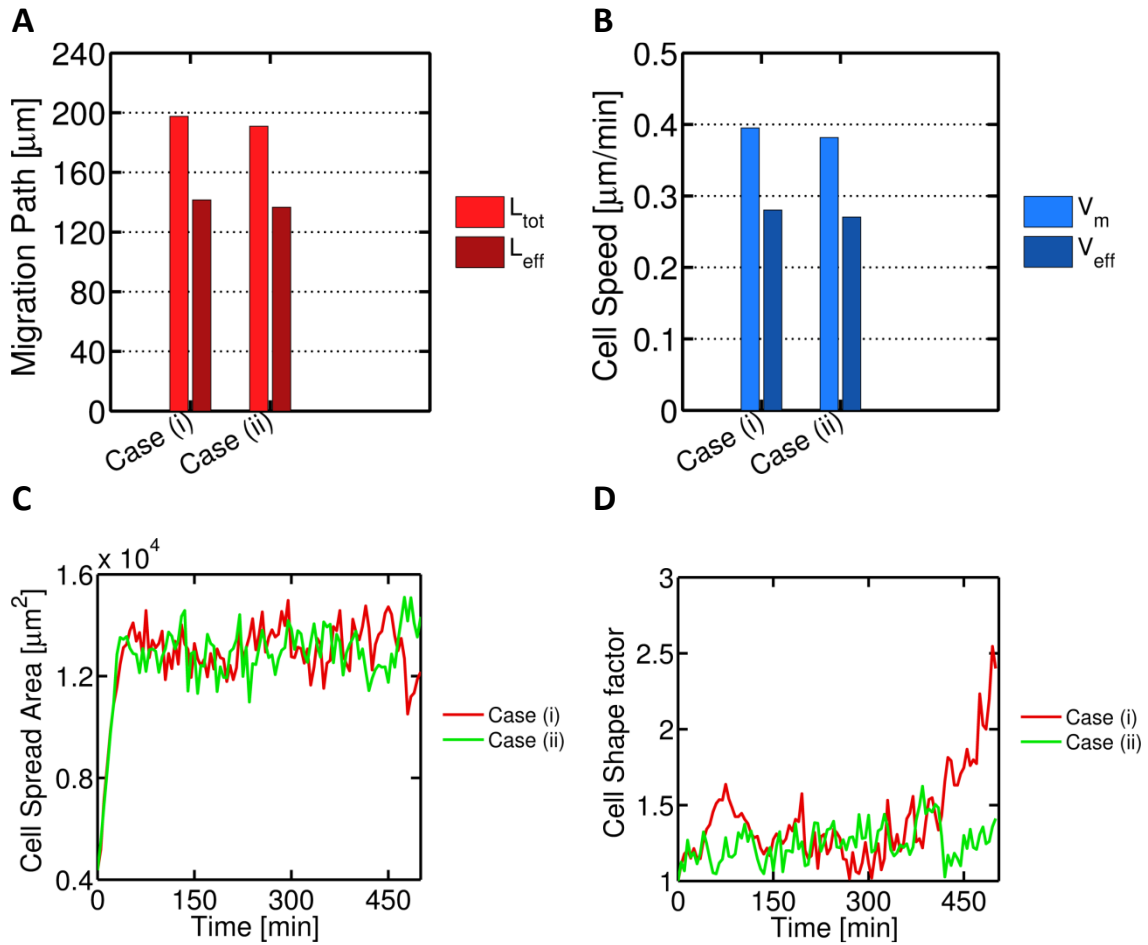 A
Migration Path [μm]
240
200
160
120
80
40
0
Case (i)
Case (ii)
L_tot
L_eff
B
Cell Speed [μm/min]
0.5
0.4
0.3
0.2
0.1
0
Case (i)
Case (ii)
V_m
V_eff
C
x 10^4
Cell Spread Area [μm²]
1.6
1.2
0.8
0.4
0 150 300 450
Time [min]
Case (i)
Case (ii)
D
Cell Shape factor
3
2.5
2
1.5
1
0 150 300 450
Time [min]
Case (i)
Case (ii)